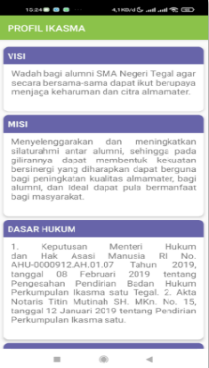 15:24
4,1KB/d
PROFIL IKASMA
VISI
Wadah bagi alumni SMA Negeri Tegal agar
secara bersama-sama dapat ikut berupaya
menjaga keharuman dan citra almamater.
MISI
Menyelenggarakan dan meningkatkan
silaturahmi antar alumni, sehingga pada
gilirannya dapat membentuk kekuatan
bersinergi yang diharapkan dapat berguna
bagi peningkatan kualitas almamater, bagi
alumni, dan ideal dapat pula bermanfaat
bagi masyarakat.
DASAR HUKUM
1. Keputusan Menteri Hukum
dan Hak Asasi Manusia RI No.
AHU-0000912.AH.01.07 Tahun 2019,
tanggal 08 Februari 2019 tentang
Pengesahan Pendirian Badan Hukum
Perkumpulan Ikasma satu Tegal. 2. Akta
Notaris Titin Mutinah SH. MKn. No. 15,
tanggal 12 Januari 2019 tentang Pendirian
Perkumpulan Ikasma satu.